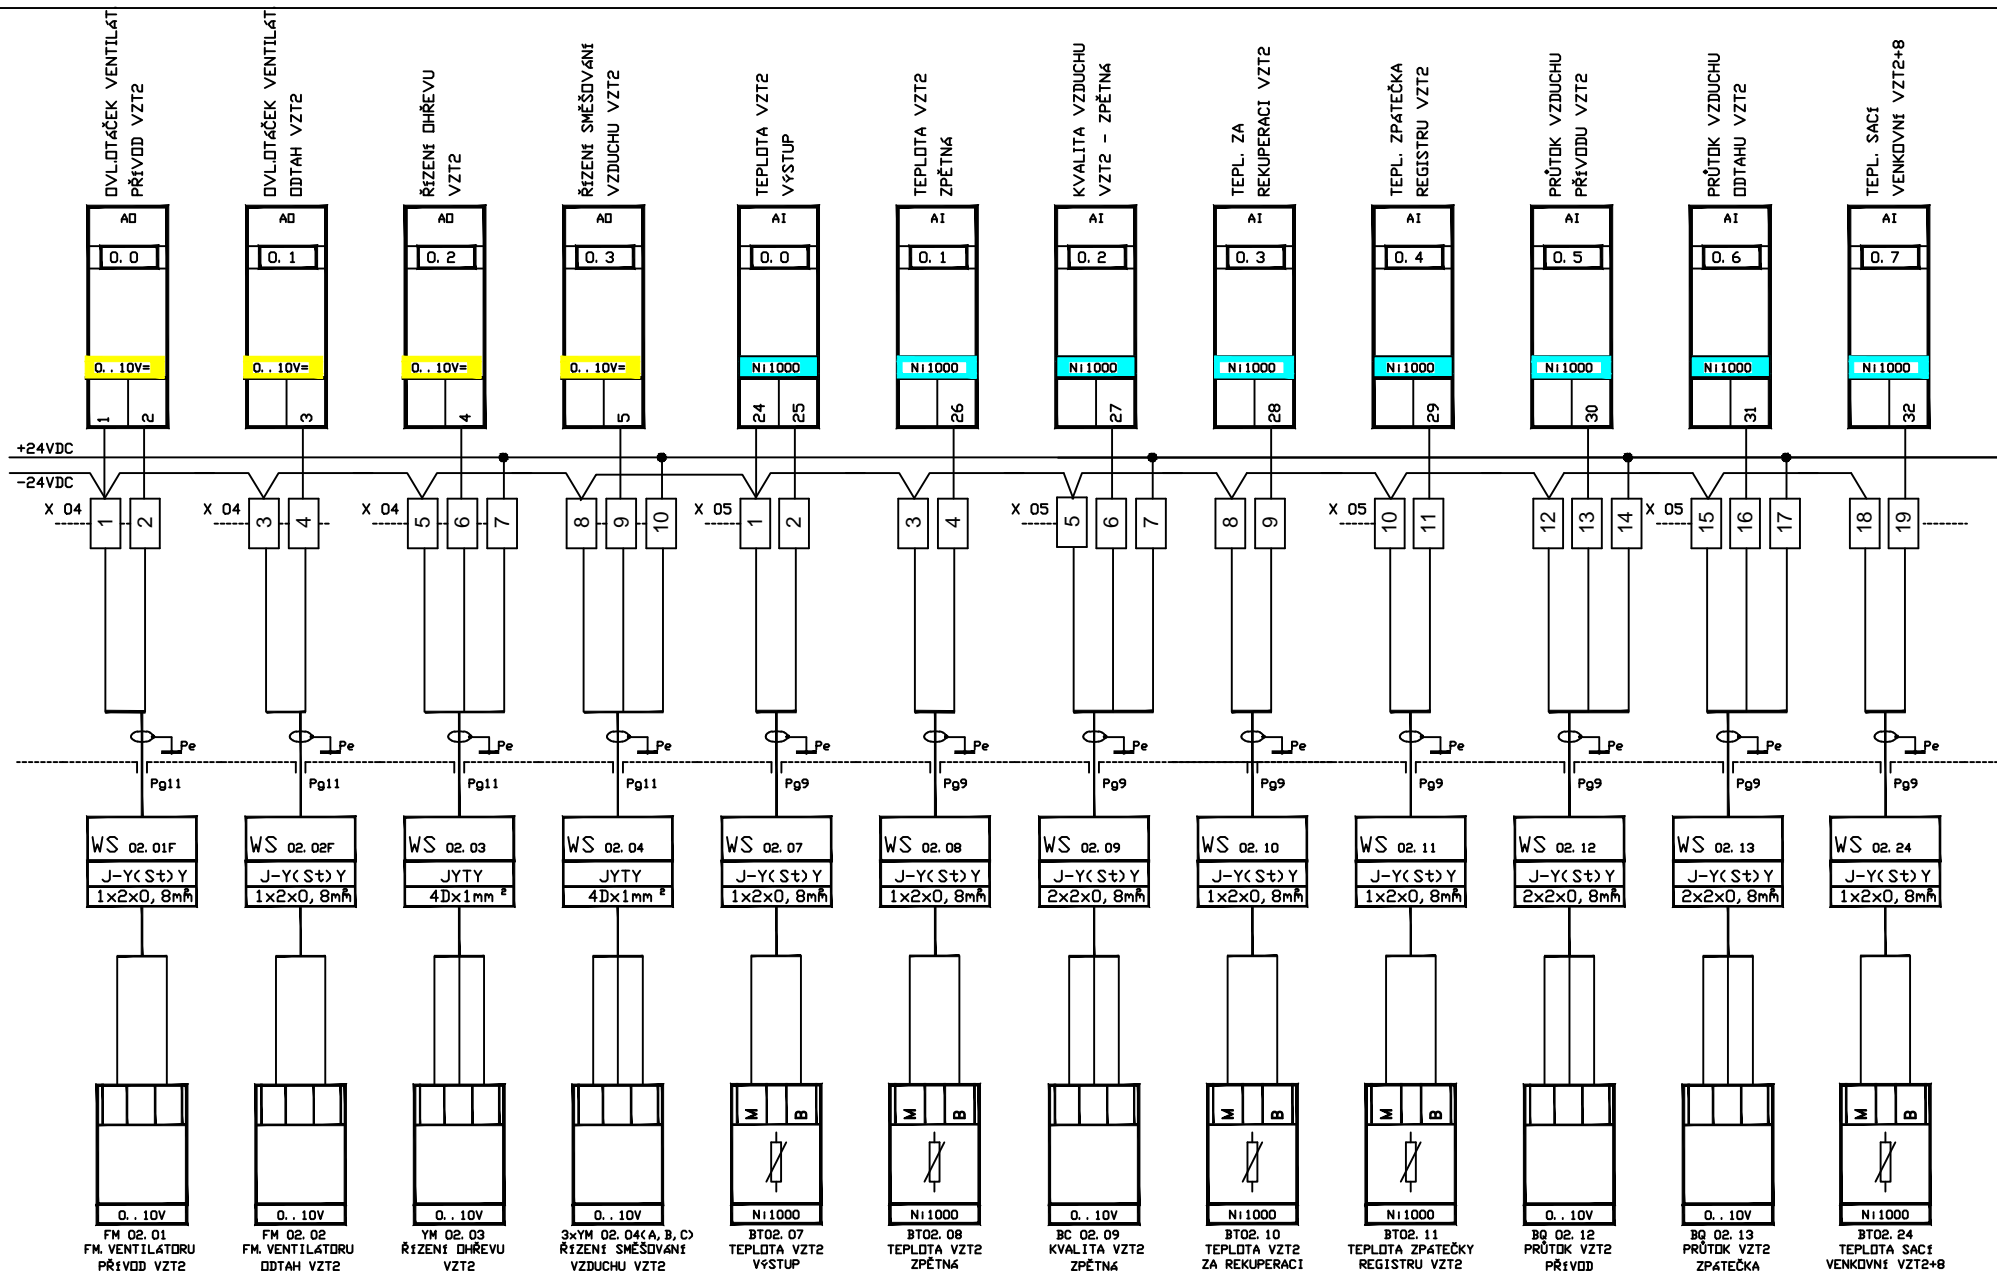 OVL.OTÁČEK VENTILÁT
PŘÍVOD VZT2
OVL.OTÁČEK VENTILÁT
ODTAH VZT2
ŘÍZENÍ OHŘEVU
VZT2
ŘÍZENÍ SMĚŠOVÁNÍ
VZDUCHU VZT2
TEPLOTA VZT2
VÝSTUP
TEPLOTA VZT2
ZPĚTNÁ
KVALITA VZDUCHU
VZT2 - ZPĚTNÁ
TEPL. ZA
REKUPERACI VZT2
TEPL. ZPÁTEČKA
REGISTRU VZT2
PRŮTOK VZDUCHU
PŘÍVODU VZT2
PRŮTOK VZDUCHU
ODTAHU VZT2
TEPL. SACÍ
VENKOVNÍ VZT2+8
AO AO AO AO AI AI AI AI AI AI AI AI
0.0 0.1 0.2 0.3 0.0 0.1 0.2 0.3 0.4 0.5 0.6 0.7
0..10V= 0..10V= 0..10V= 0..10V= Ni1000 Ni1000 Ni1000 Ni1000 Ni1000 Ni1000 Ni1000 Ni1000
1 2 3 4 5 24 25 26 27 28 29 30 31 32
+24VDC
-24VDC
X 04 1 2 X 04 3 4 X 04 5 6 7 8 9 10 X 05 1 2 3 4 X 05 5 6 7 8 9 X 05 10 11 12 13 14 X 05 15 16 17 18 19
Pe Pe Pe Pe Pe Pe Pe Pe Pe Pe Pe Pe
Pg11 Pg11 Pg11 Pg11 Pg9 Pg9 Pg9 Pg9 Pg9 Pg9 Pg9 Pg9
WS 02.01F WS 02.02F WS 02.03 WS 02.04 WS 02.07 WS 02.08 WS 02.09 WS 02.10 WS 02.11 WS 02.12 WS 02.13 WS 02.24
J-Y(St)Y J-Y(St)Y JYTY JYTY J-Y(St)Y J-Y(St)Y J-Y(St)Y J-Y(St)Y J-Y(St)Y J-Y(St)Y J-Y(St)Y J-Y(St)Y
1x2x0,8mm² 1x2x0,8mm² 4Dx1mm² 4Dx1mm² 1x2x0,8mm² 1x2x0,8mm² 2x2x0,8mm² 1x2x0,8mm² 1x2x0,8mm² 2x2x0,8mm² 2x2x0,8mm² 1x2x0,8mm²
M B M B M B M B M B
0..10V 0..10V 0..10V 0..10V Ni1000 Ni1000 0..10V Ni1000 Ni1000 0..10V 0..10V Ni1000
FM 02.01
FM. VENTILÁTORU
PŘÍVOD VZT2
FM 02.02
FM. VENTILÁTORU
ODTAH VZT2
YM 02.03
ŘÍZENÍ OHŘEVU
VZT2
3xYM 02.04(A,B,C)
ŘÍZENÍ SMĚŠOVÁNÍ
VZDUCHU VZT2
BT02.07
TEPLOTA VZT2
VÝSTUP
BT02.08
TEPLOTA VZT2
ZPĚTNÁ
BC 02.09
KVALITA VZT2
ZPĚTNÁ
BT02.10
TEPLOTA VZT2
ZA REKUPERACI
BT02.11
TEPLOTA ZPÁTEČKY
REGISTRU VZT2
BQ 02.12
PRŮTOK VZT2
PŘÍVOD
BQ 02.13
PRŮTOK VZT2
ZPÁTEČKA
BT02.24
TEPLOTA SACÍ
VENKOVNÍ VZT2+8